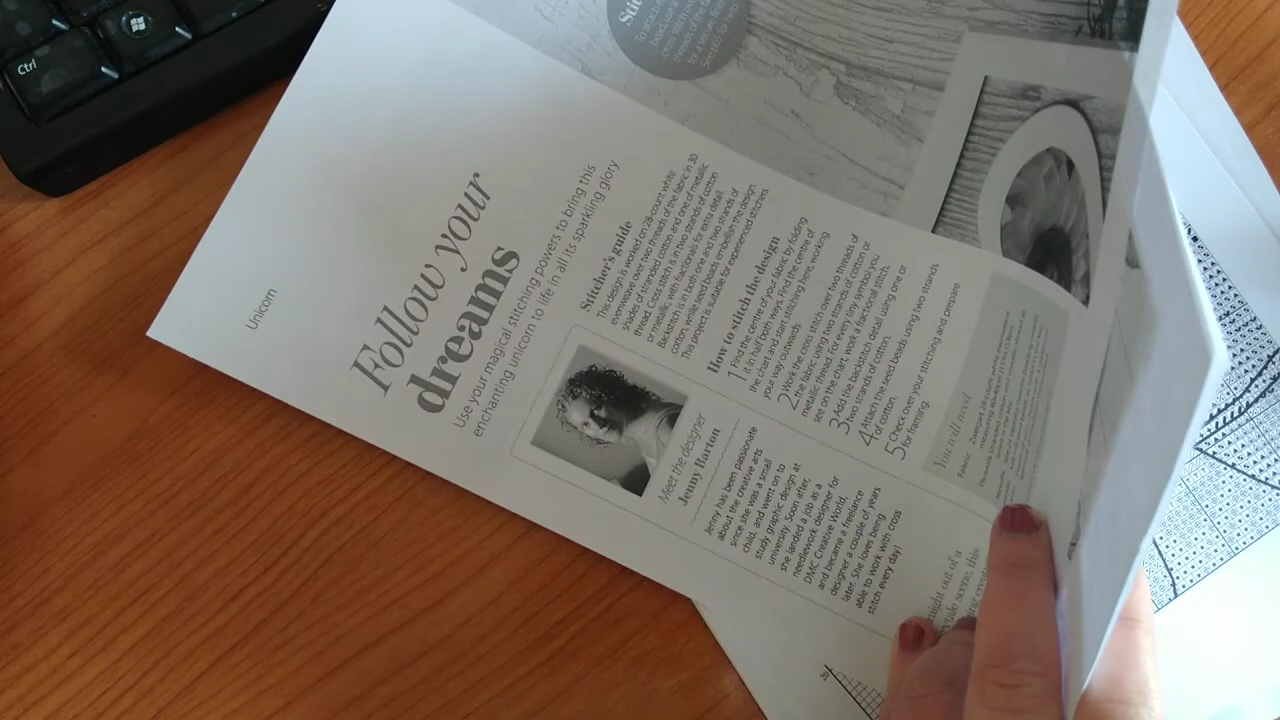 Ctrl
Unicorn
Follow your
dreams
Use your magical stitching powers to bring this
enchanting unicorn to life in all its sparkling glory
Stitcher's guide
This design is worked on 28-count white
evenweave over two threads of the fabric in 30
shades of stranded cotton and one of metallic
thread. Cross stitch is in two strands of cotton
or metallic, with fractionals for extra detail,
backstitch is in both one and two strands of
cotton, while seed beads embellish the design.
This project is suitable for experienced stitchers.
How to stitch the design
1 Find the centre of your fabric by folding
it in half both ways. Find the centre of
the chart and start stitching here, working
your way outwards.
2 Work the cross stitch over two threads of
the fabric using two strands of cotton or
metallic thread. For every tiny symbol you
see on the chart, work a fractional stitch.
3 Add the backstitch detail using one or
two strands of cotton.
4 Attach the seed beads using two strands
of cotton.
5 Check over your stitching and prepare
for framing.
Meet the designer
Jenny Barton
Jenny has been passionate
about the creative arts
since she was a small
child, and went on to
study graphic design at
university. Soon after,
she landed a job as a
needlework designer for
DMC Creative World,
and became a freelance
designer a couple of years
later. She loves being
able to work with cross
stitch every day!
You will need
Fabric
out of a
scene, this
20